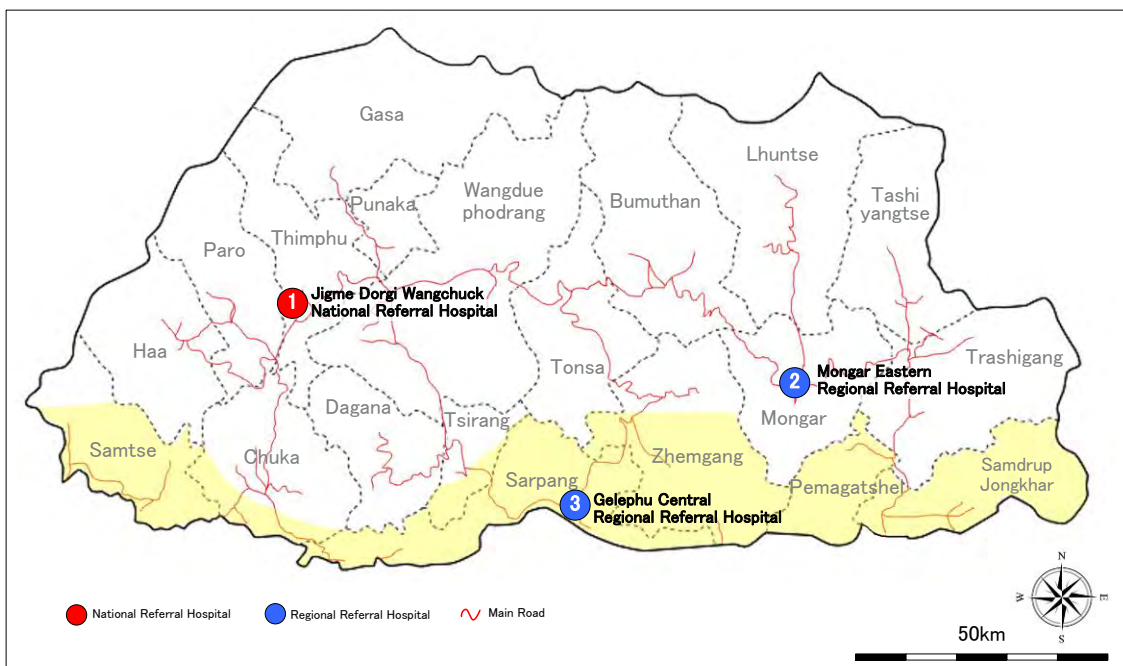 Gasa
Lhuntse
Punaka
Wangdue
phodrang
Bumuthan
Tashi
yangtse
Thimphu
Paro
1
Jigme Dorgi Wangchuck
National Referral Hospital
Haa
Tonsa
Trashigang
2
Mongar Eastern
Regional Referral Hospital
Dagana
Tsirang
Mongar
Samtse
Chuka
Zhemgang
Sarpang
Pemagatshel
Samdrup
Jongkhar
3
Gelephu Central
Regional Referral Hospital
N
W
E
S
National Referral Hospital
Regional Referral Hospital
Main Road
50km